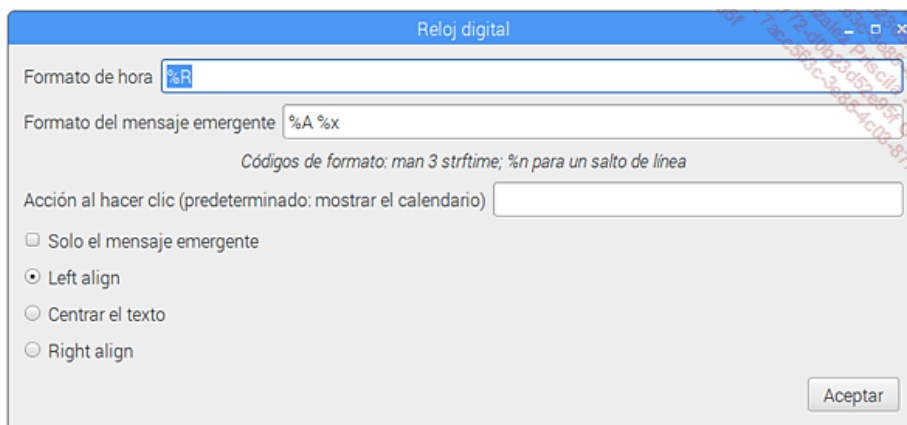 Reloj digital
Formato de hora %R
Formato del mensaje emergente %A %x
Códigos de formato: man 3 strftime; %n para un salto de línea
Acción al hacer clic (predeterminado: mostrar el calendario)
Solo el mensaje emergente
Left align
Centrar el texto
Right align
Aceptar